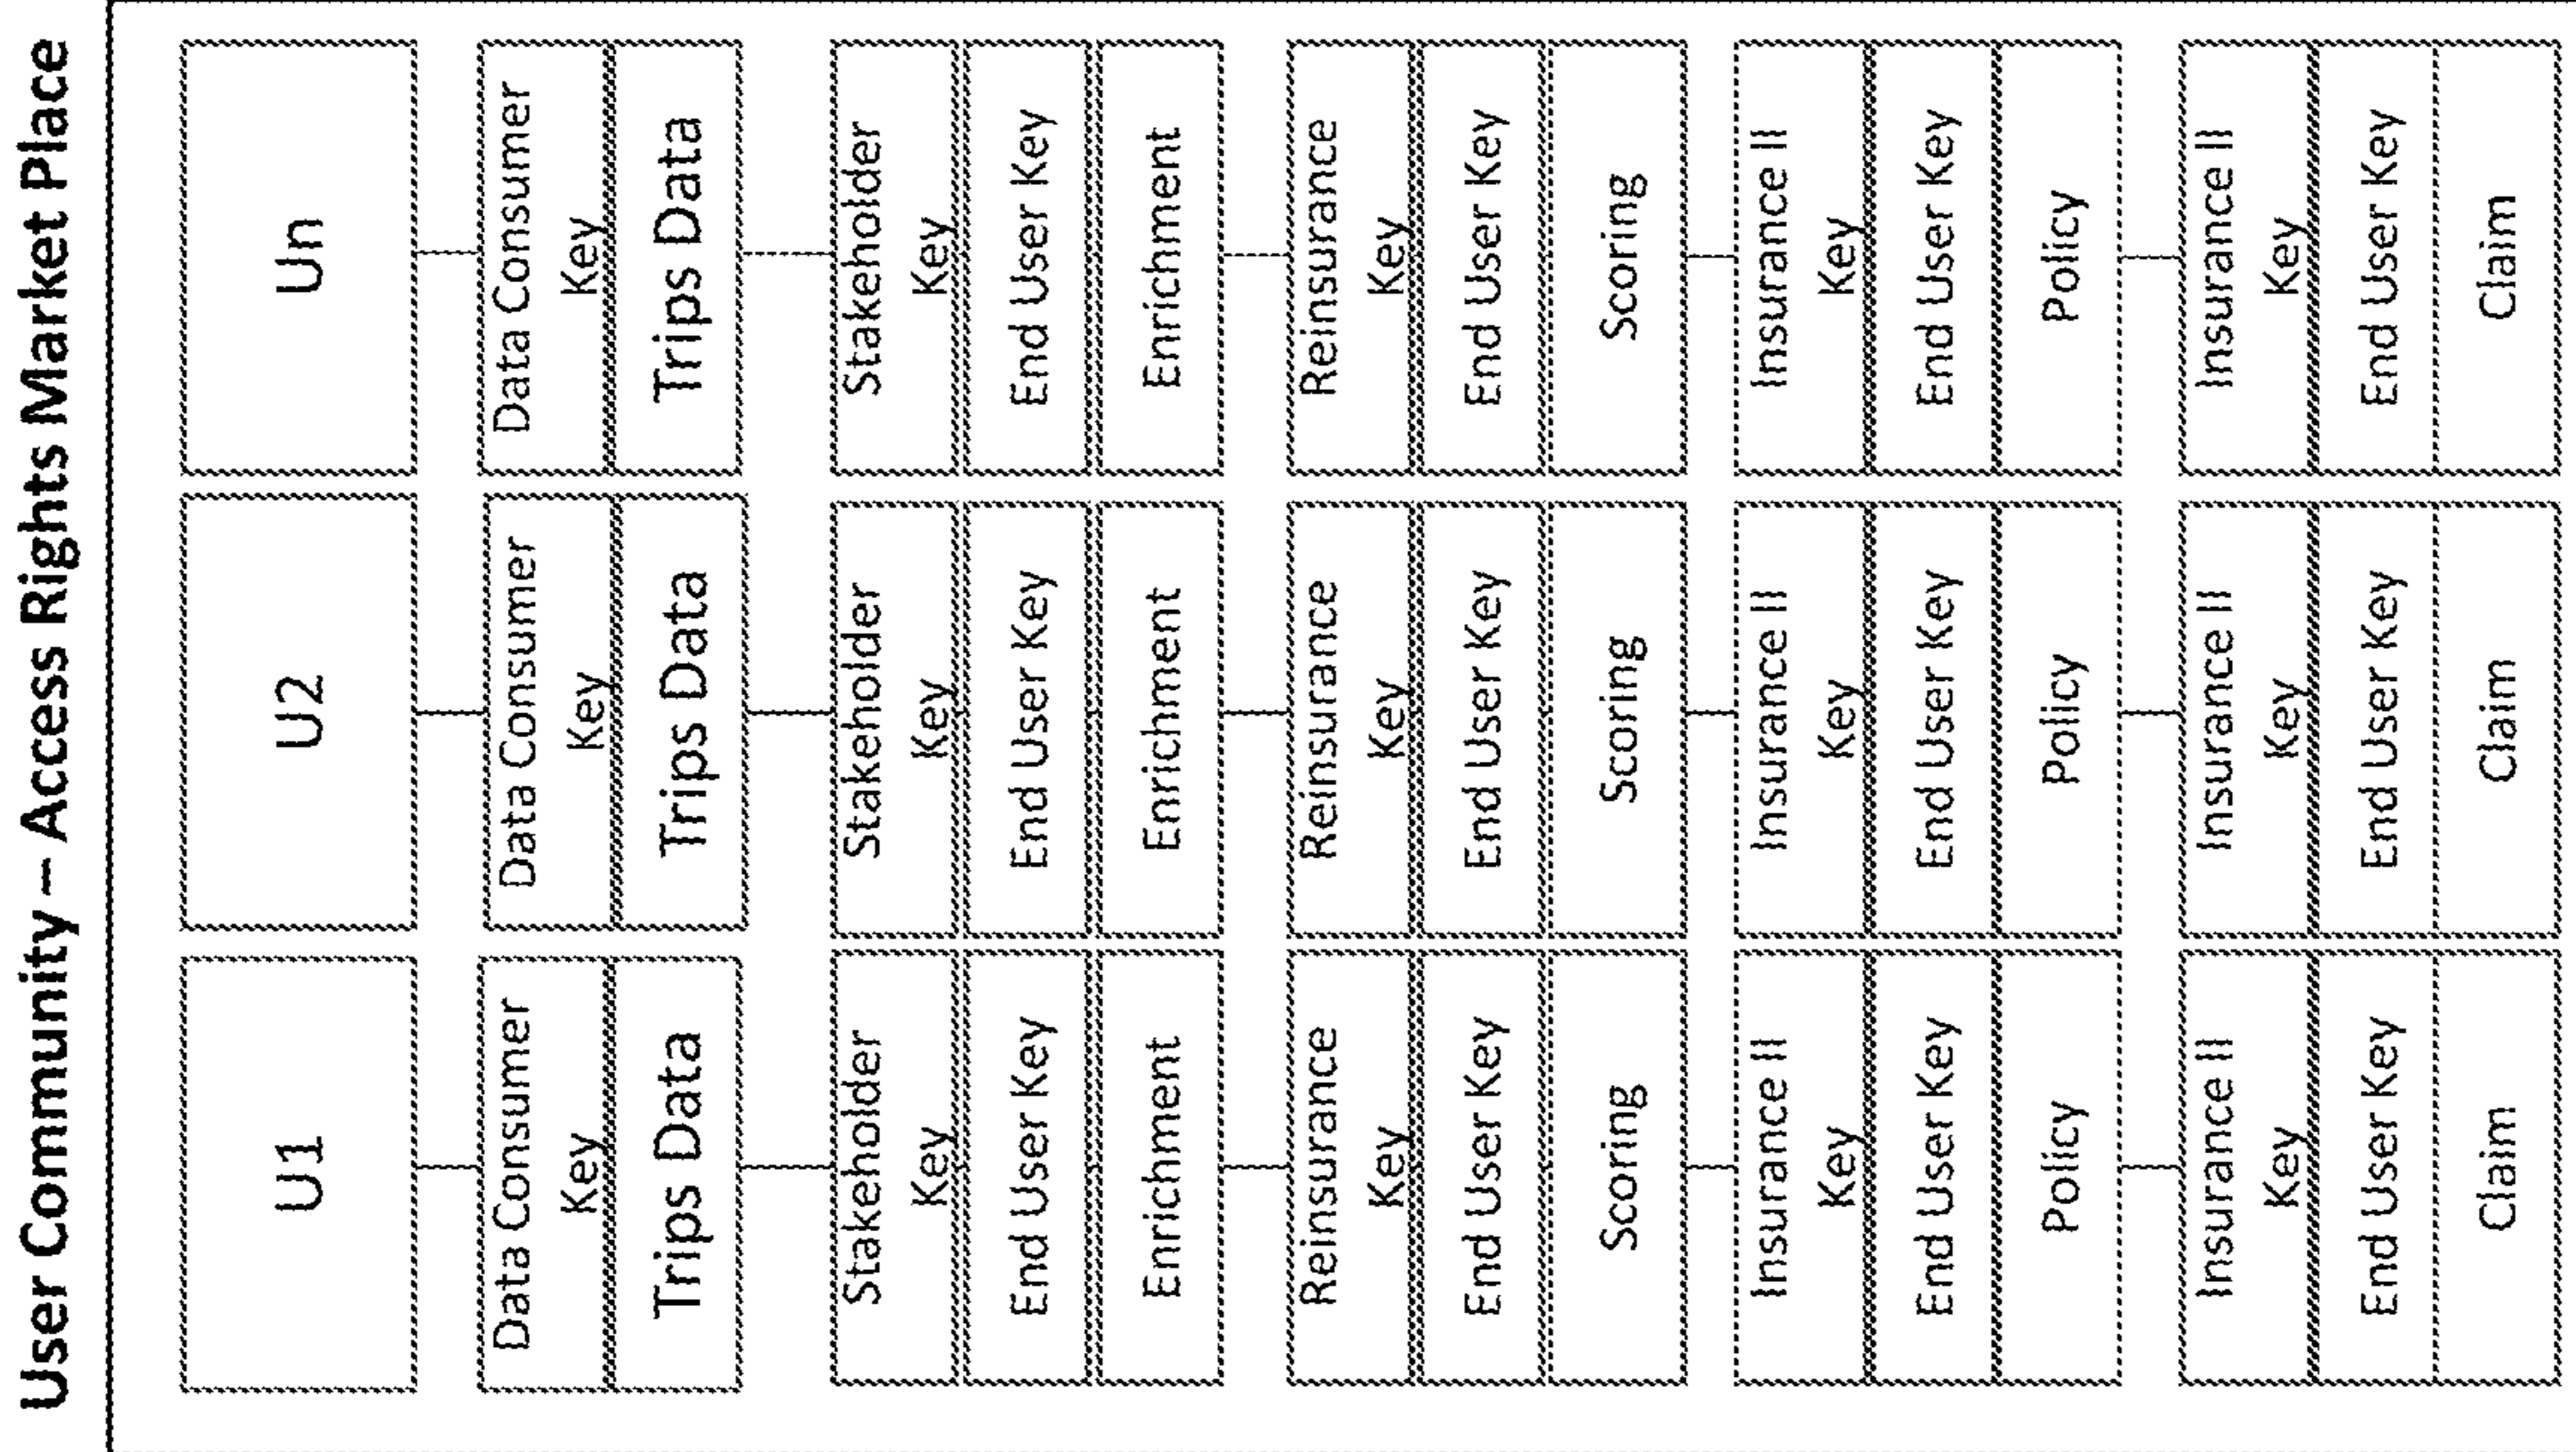 User Community – Access Rights Market Place
U1
Data Consumer
Key
Trips Data
Stakeholder
Key
End User Key
Enrichment
Reinsurance
Key
End User Key
Scoring
Insurance II
Key
End User Key
Policy
Insurance II
Key
End User Key
Claim
U2
Data Consumer
Key
Trips Data
Stakeholder
Key
End User Key
Enrichment
Reinsurance
Key
End User Key
Scoring
Insurance II
Key
End User Key
Policy
Insurance II
Key
End User Key
Claim
Un
Data Consumer
Key
Trips Data
Stakeholder
Key
End User Key
Enrichment
Reinsurance
Key
End User Key
Scoring
Insurance II
Key
End User Key
Policy
Insurance II
Key
End User Key
Claim